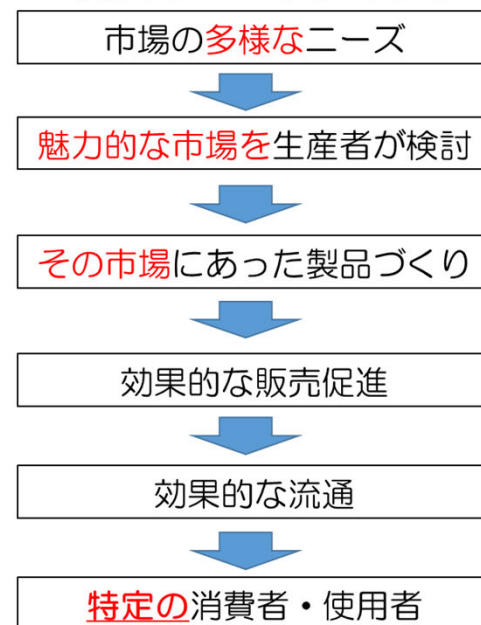 市場の多様なニーズ
魅力的な市場を生産者が検討
その市場にあった製品づくり
効果的な販売促進
効果的な流通
特定の消費者・使用者